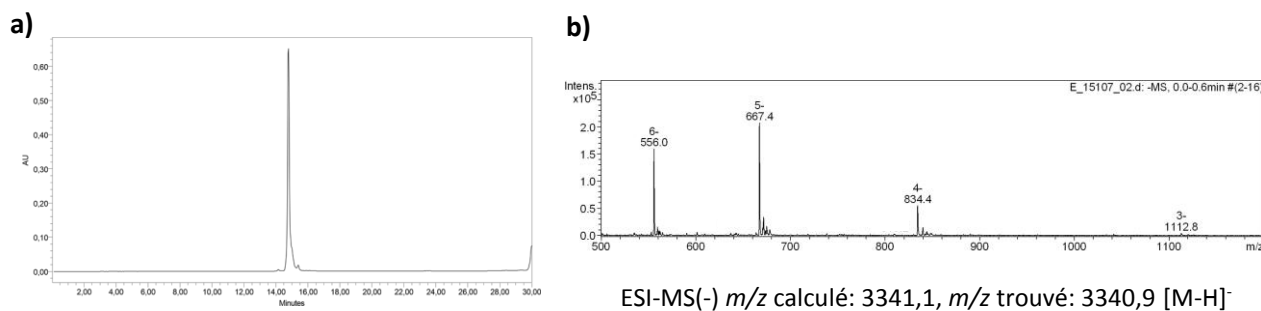 a)
AU
0,60
0,50
0,40
0,30
0,20
0,10
0,00
2,00 4,00 6,00 8,00 10,00 12,00 14,00 16,00 18,00 20,00 22,00 24,00 26,00 28,00 30,00
Minutes
b)
Intens.
x10⁵
E_15107_02.d: -MS, 0.0-0.6min #(2-16)
2.0
1.5
1.0
0.5
0.0
6-
556.0
5-
667.4
4-
834.4
3-
1112.8
500 600 700 800 900 1000 1100 m/z
ESI-MS(-) m/z calculé: 3341,1, m/z trouvé: 3340,9 [M-H]⁻